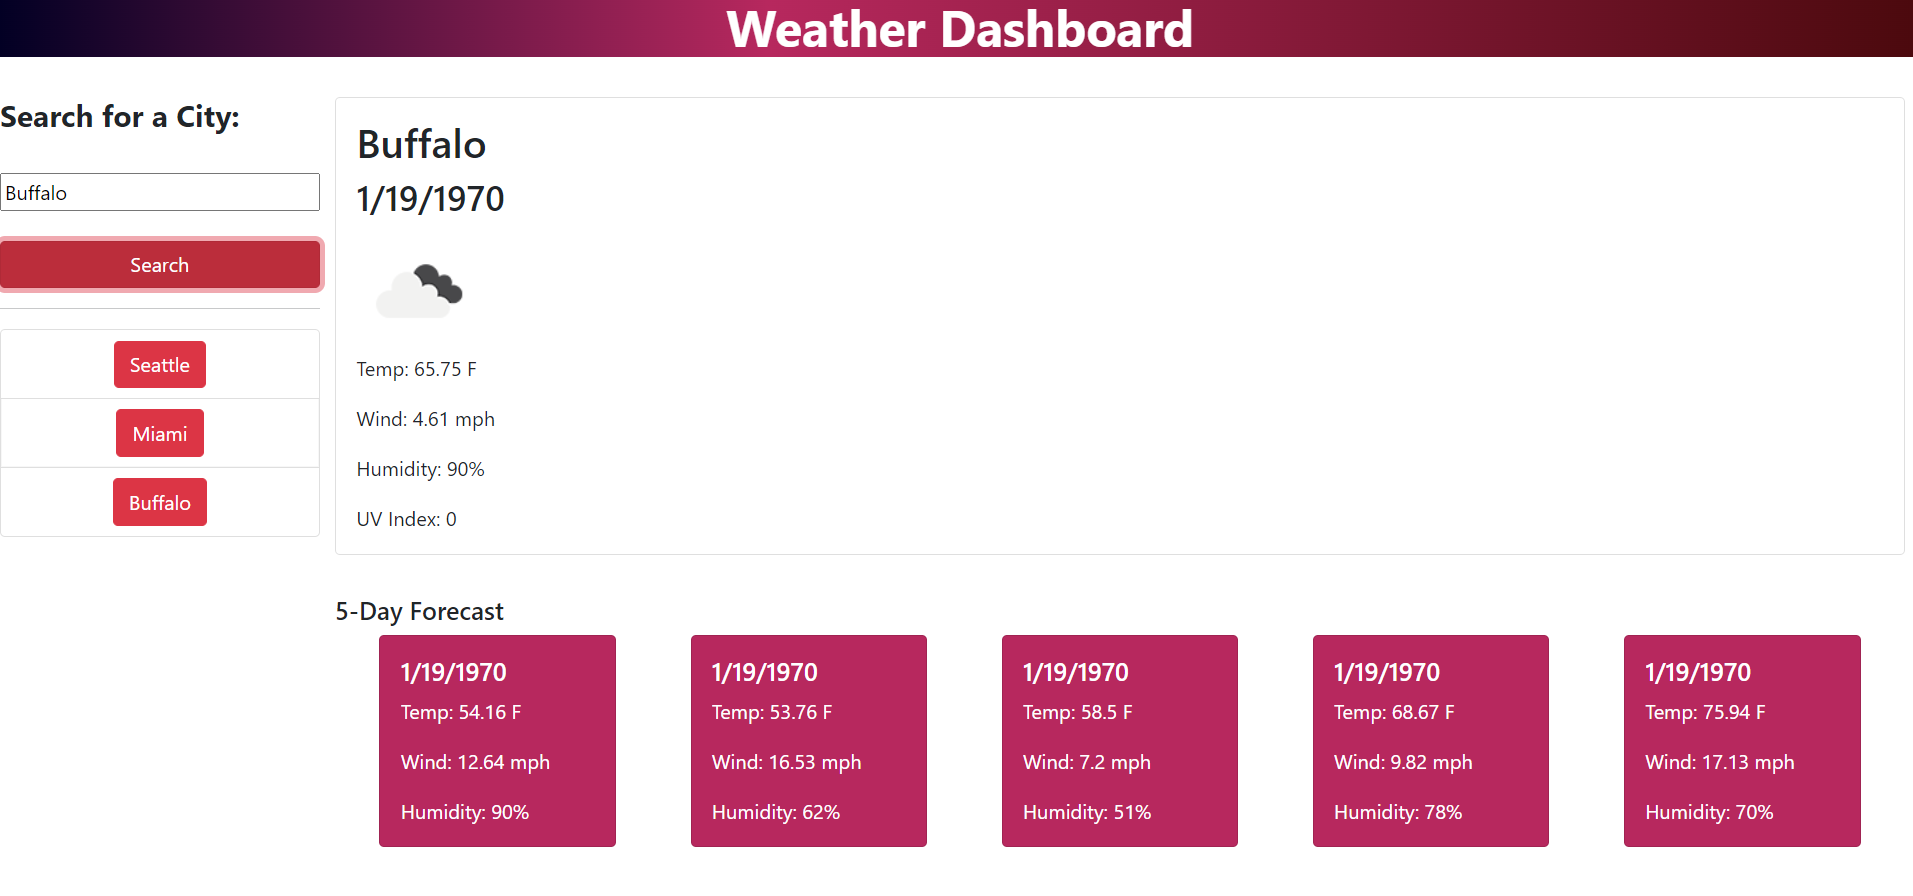 Weather Dashboard
Search for a City:
Buffalo
Search
Seattle
Miami
Buffalo
Buffalo
1/19/1970
Temp: 65.75 F
Wind: 4.61 mph
Humidity: 90%
UV Index: 0
5-Day Forecast
1/19/1970
Temp: 54.16 F
Wind: 12.64 mph
Humidity: 90%
1/19/1970
Temp: 53.76 F
Wind: 16.53 mph
Humidity: 62%
1/19/1970
Temp: 58.5 F
Wind: 7.2 mph
Humidity: 51%
1/19/1970
Temp: 68.67 F
Wind: 9.82 mph
Humidity: 78%
1/19/1970
Temp: 75.94 F
Wind: 17.13 mph
Humidity: 70%